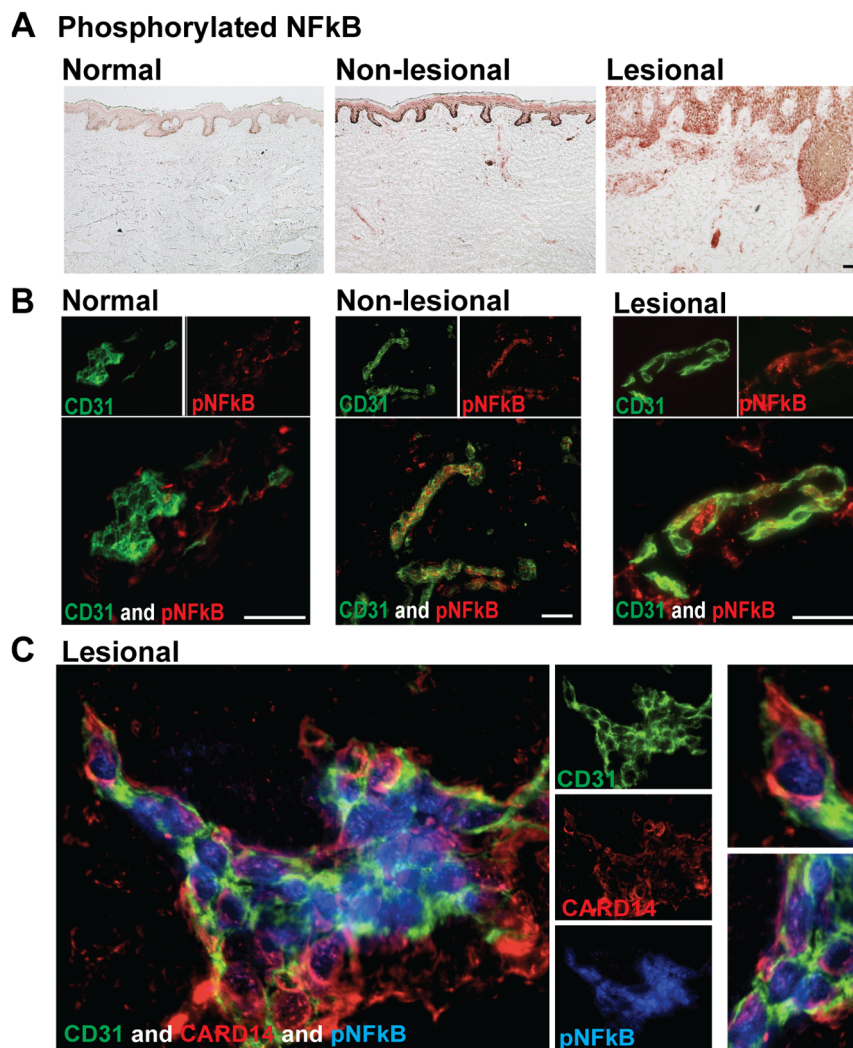 A Phosphorylated NFkB
Normal Non-lesional Lesional
B Normal Non-lesional Lesional
CD31 pNFkB CD31 pNFkB CD31 pNFkB
CD31 and pNFkB CD31 and pNFkB CD31 and pNFkB
C Lesional
CD31
CARD14
pNFkB
CD31 and CARD14 and pNFkB